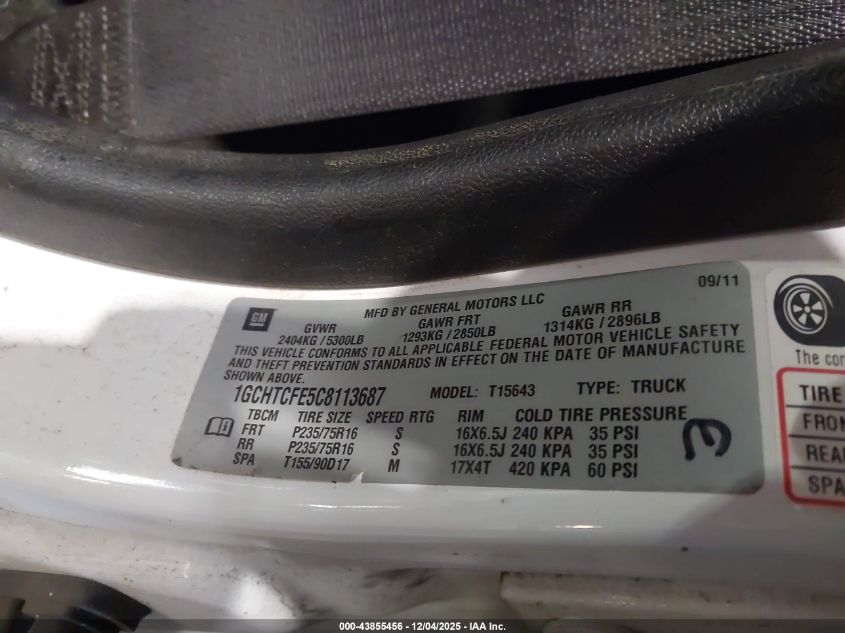 09/11
GM
MFD BY GENERAL MOTORS LLC
GVWR GAWR FRT GAWR RR
2404KG / 5300LB 1293KG / 2850LB 1314KG / 2896LB
THIS VEHICLE CONFORMS TO ALL APPLICABLE FEDERAL MOTOR VEHICLE SAFETY
AND THEFT PREVENTION STANDARDS IN EFFECT ON THE DATE OF MANUFACTURE
SHOWN ABOVE.
1GCHTCFE5C8113687 MODEL: T15643 TYPE: TRUCK
TBCM TIRE SIZE SPEED RTG RIM COLD TIRE PRESSURE
FRT P235/75R16 S 16X6.5J 240 KPA 35 PSI
RR P235/75R16 S 16X6.5J 240 KPA 35 PSI
SPA T155/90D17 M 17X4T 420 KPA 60 PSI
The
TIRE
000-43855456 - 12/04/2025 - IAA Inc.